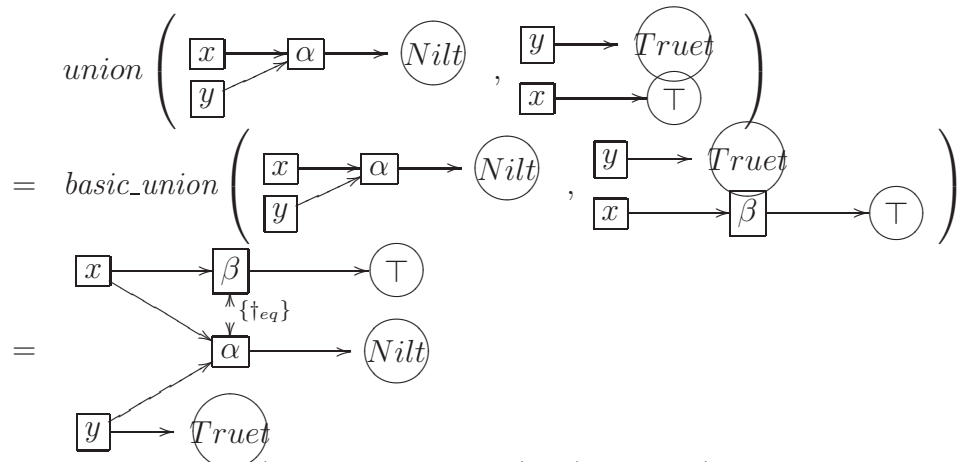 union ( x α Nilt , y Truet
y x ⊤ )
= basic_union ( x α Nilt , y Truet
y x β ⊤ )
x β ⊤
{†eq}
= α Nilt
y Truet